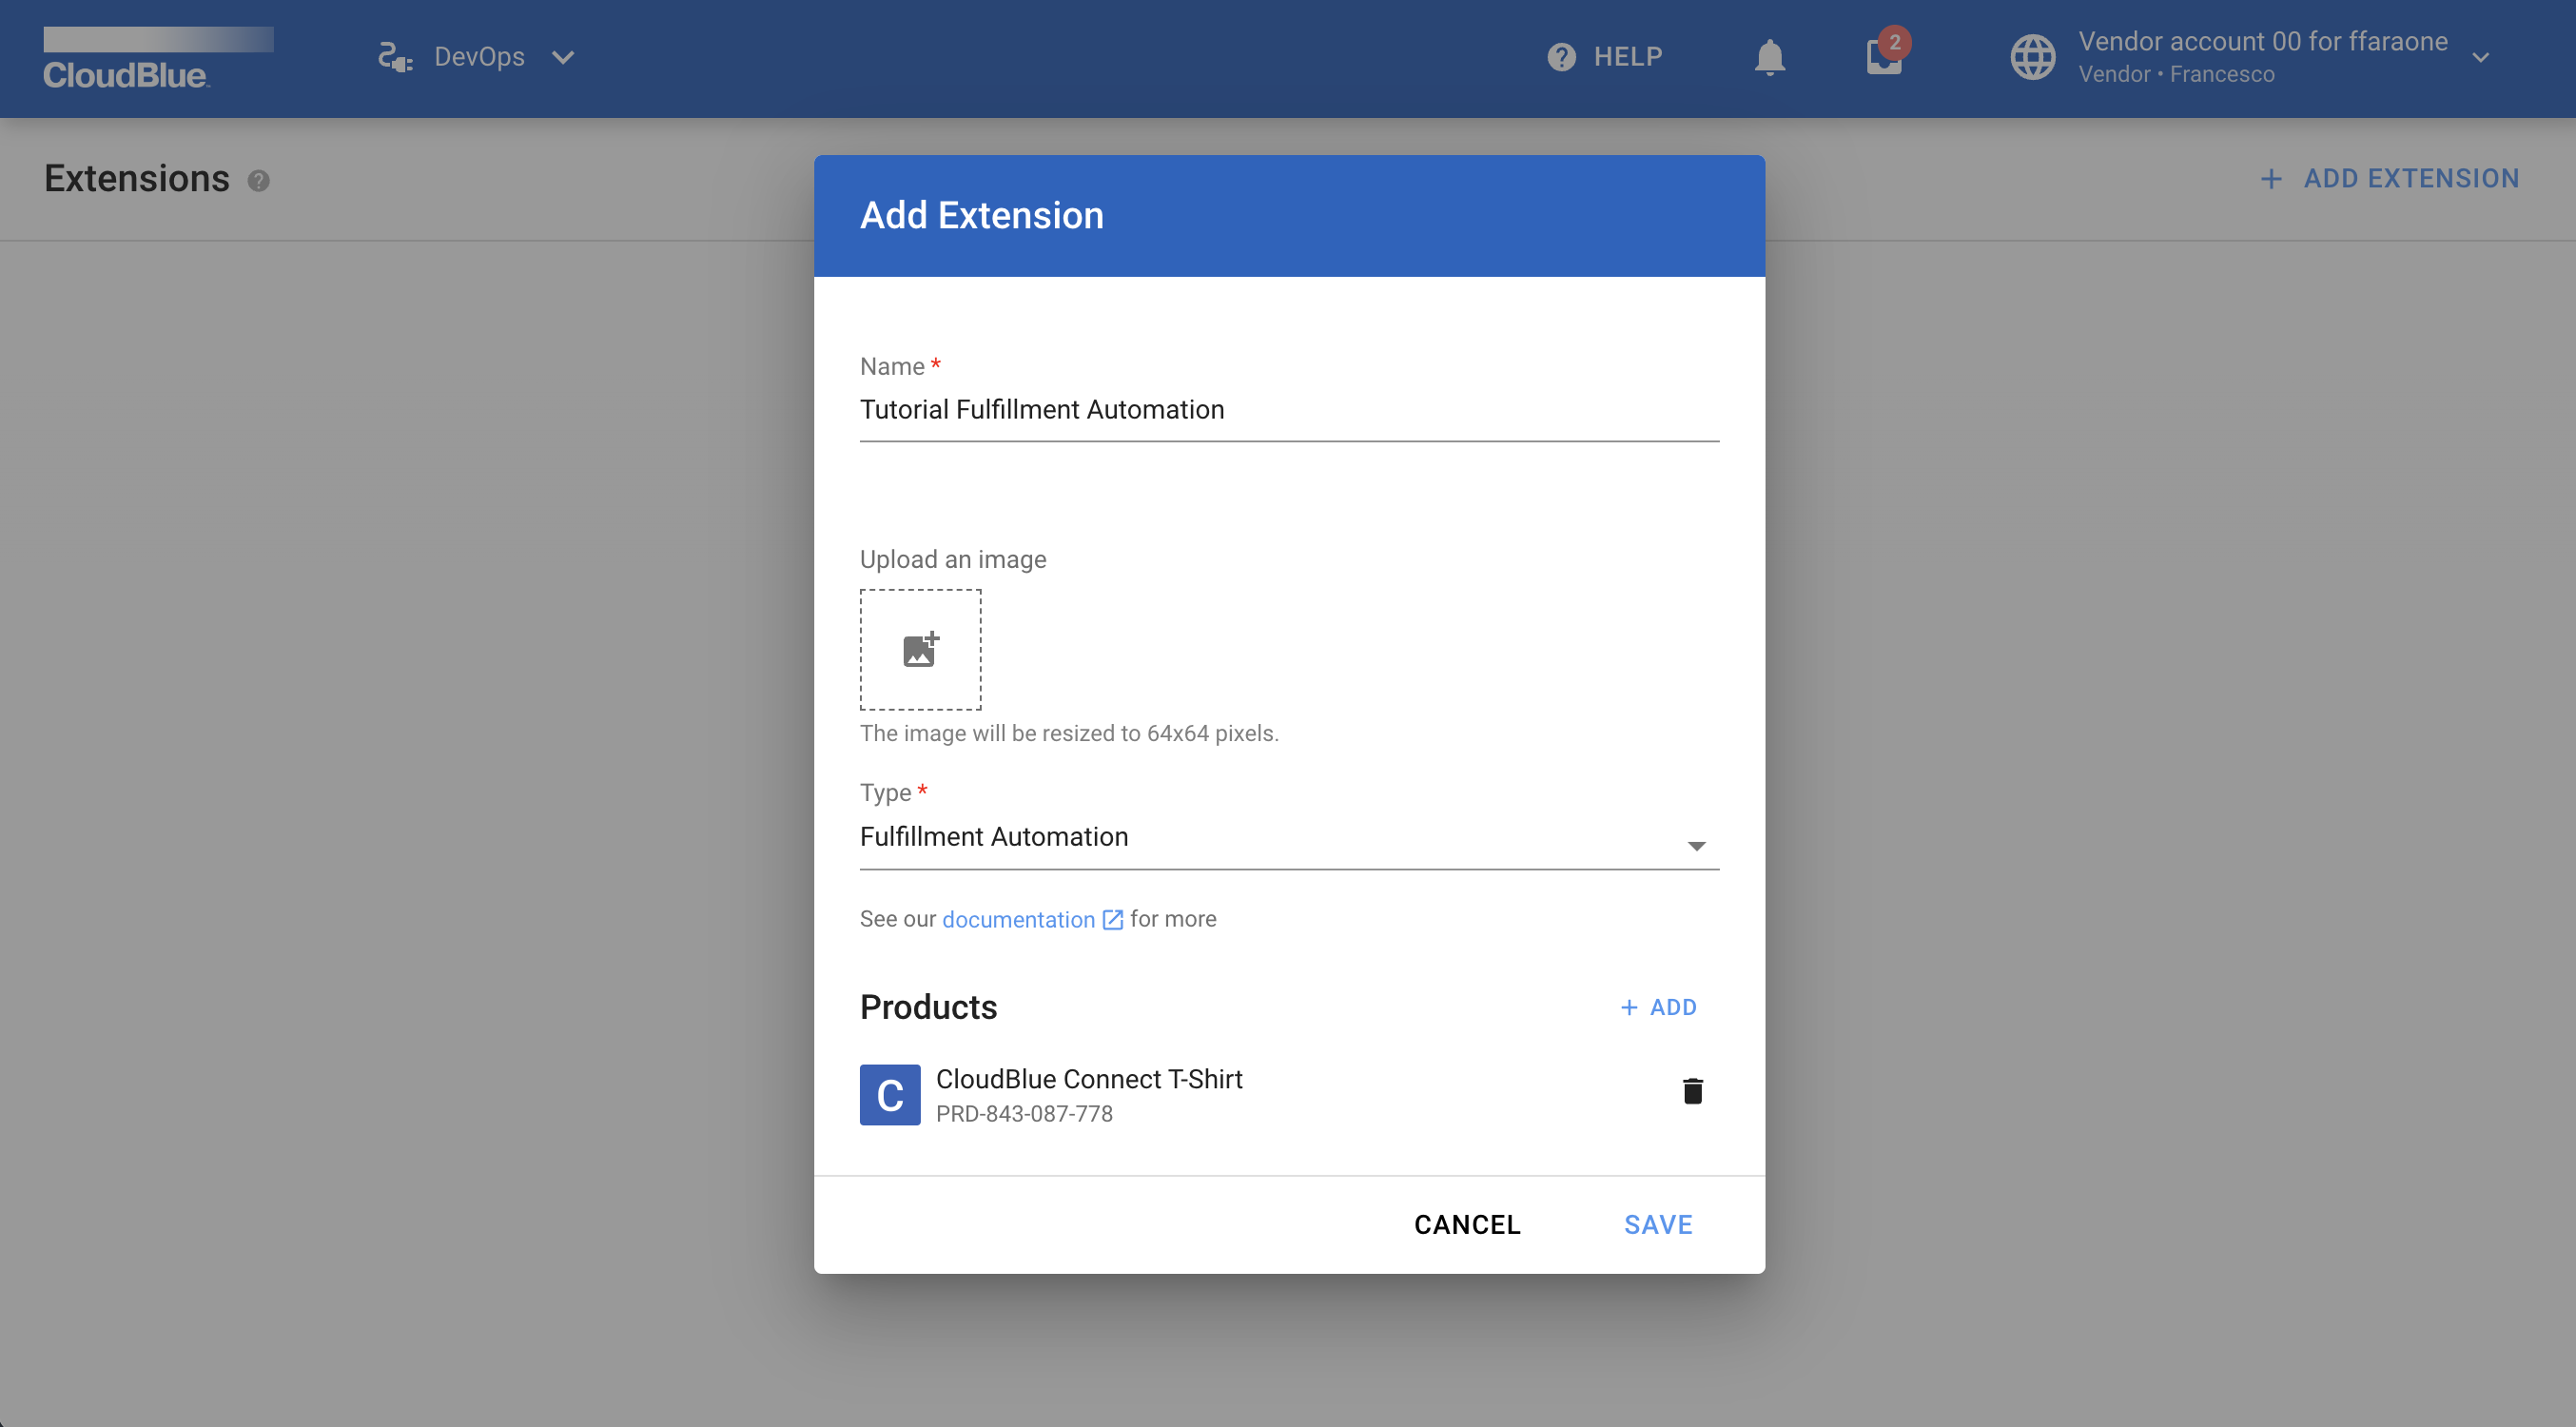 CloudBlue
DevOps
HELP
2
Vendor account 00 for ffaraone
Vendor • Francesco
Extensions
?
+ ADD EXTENSION
Add Extension
Name *
Tutorial Fulfillment Automation
Upload an image
The image will be resized to 64x64 pixels.
Type *
Fulfillment Automation
See our documentation for more
Products
+ ADD
C
CloudBlue Connect T-Shirt
PRD-843-087-778
CANCEL
SAVE